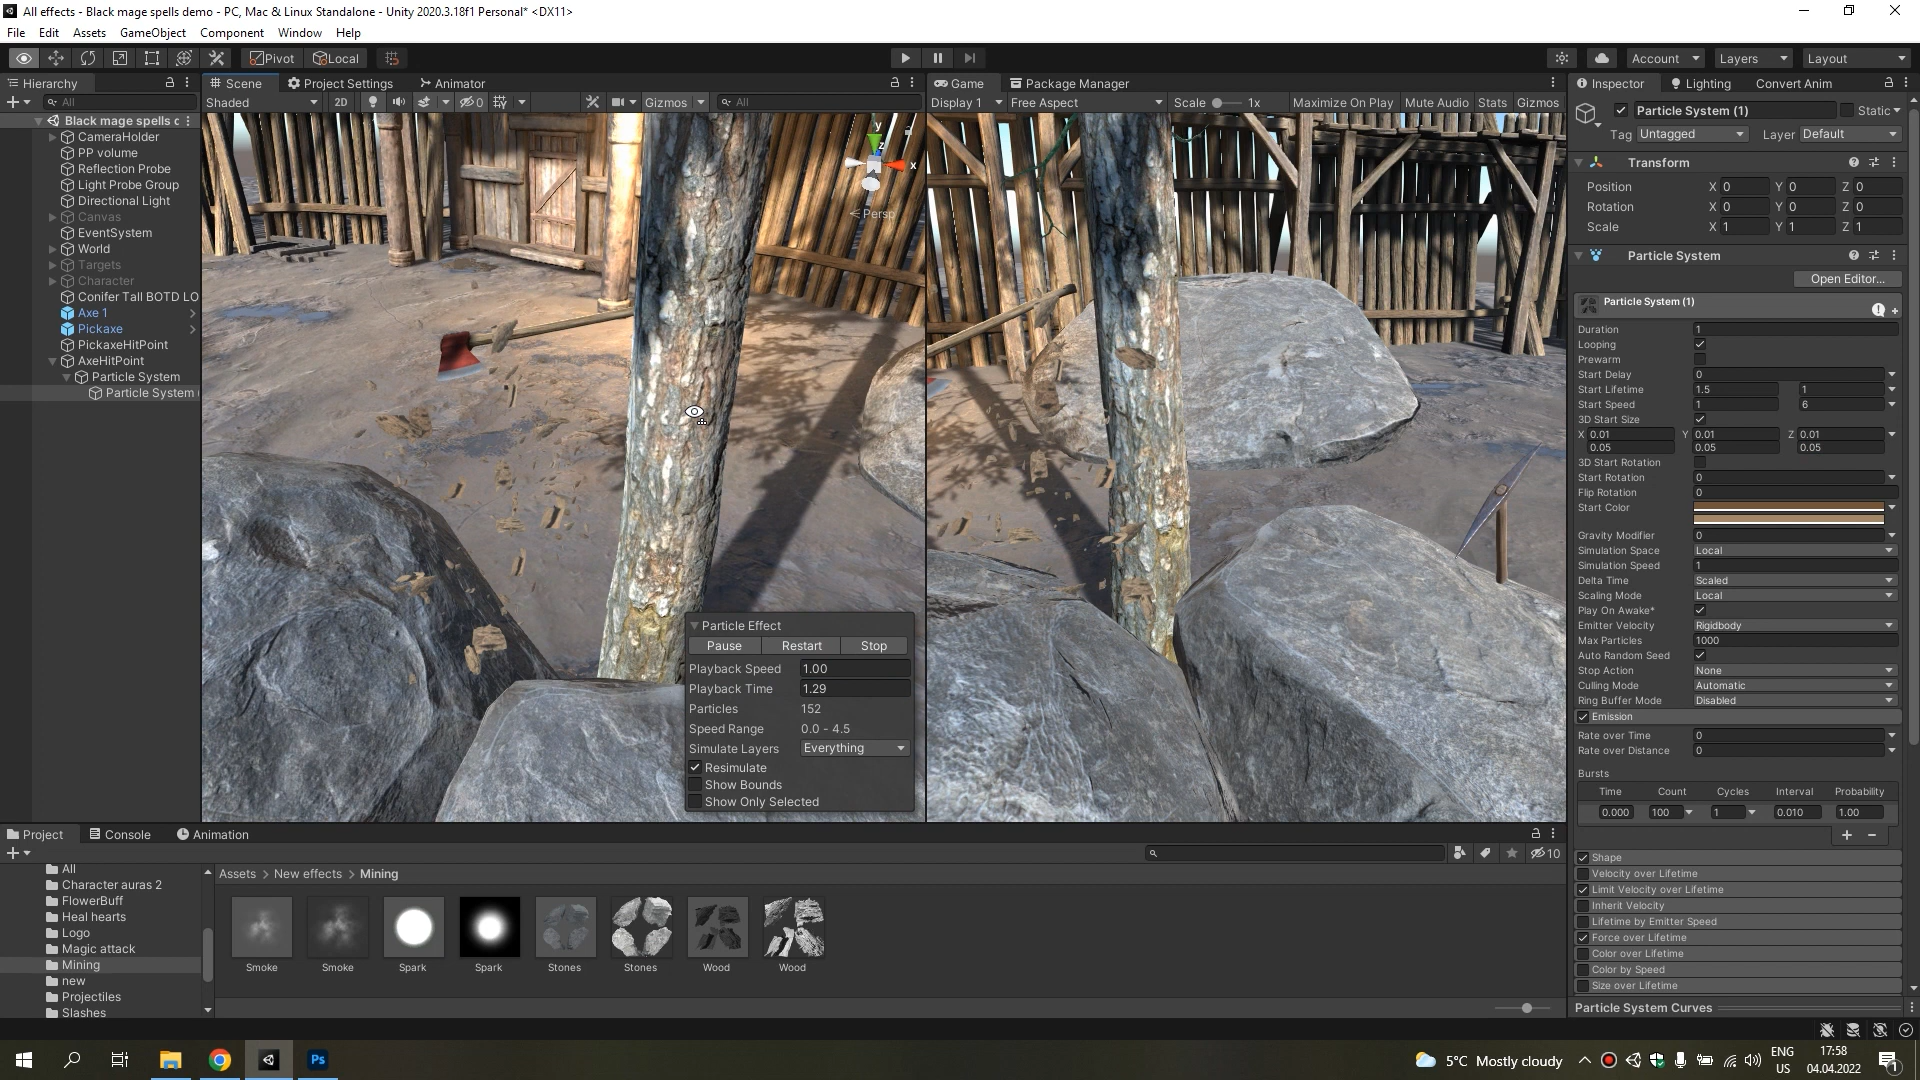 All effects - Black mage spells demo - PC, Mac & Linux Standalone - Unity 2020.3.18f1 Personal* <DX11>
File Edit Assets GameObject Component Window Help
Pivot Local Account Layers Layout
Hierarchy Scene Project Settings Animator Game Package Manager Inspector Lighting Convert Anim
All Shaded 2D 0 Gizmos All Display 1 Free Aspect Scale 1x Maximize On Play Mute Audio Stats Gizmos
Black mage spells c
CameraHolder
PP volume
Reflection Probe
Light Probe Group
Directional Light
Canvas
EventSystem
World
Targets
Character
Conifer Tall BOTD LO
Axe 1
Pickaxe
PickaxeHitPoint
AxeHitPoint
Particle System
Particle System
y
z
x
Persp
Particle Effect
Pause Restart Stop
Playback Speed 1.00
Playback Time 1.29
Particles 152
Speed Range 0.0 - 4.5
Simulate Layers Everything
Resimulate
Show Bounds
Show Only Selected
Particle System (1) Static
Tag Untagged Layer Default
Transform
Position X 0 Y 0 Z 0
Rotation X 0 Y 0 Z 0
Scale X 1 Y 1 Z 1
Particle System
Open Editor...
Particle System (1)
Duration 1
Looping
Prewarm
Start Delay 0
Start Lifetime 1.5 1
Start Speed 1 6
3D Start Size
X 0.01 Y 0.01 Z 0.01
0.05 0.05 0.05
3D Start Rotation
Start Rotation 0
Flip Rotation 0
Start Color
Gravity Modifier 0
Simulation Space Local
Simulation Speed 1
Delta Time Scaled
Scaling Mode Local
Play On Awake*
Emitter Velocity Rigidbody
Max Particles 1000
Auto Random Seed
Stop Action None
Culling Mode Automatic
Ring Buffer Mode Disabled
Emission
Rate over Time 0
Rate over Distance 0
Bursts
Time Count Cycles Interval Probability
0.000 100 1 0.010 1.00
Shape
Velocity over Lifetime
Limit Velocity over Lifetime
Inherit Velocity
Lifetime by Emitter Speed
Force over Lifetime
Color over Lifetime
Color by Speed
Size over Lifetime
Particle System Curves
Project Console Animation
10
All
Character auras 2
FlowerBuff
Heal hearts
Logo
Magic attack
Mining
new
Projectiles
Slashes
Assets > New effects > Mining
Smoke Smoke Spark Spark Stones Stones Wood Wood
Ps 5°C Mostly cloudy ENG US 17:58 04.04.2022 1